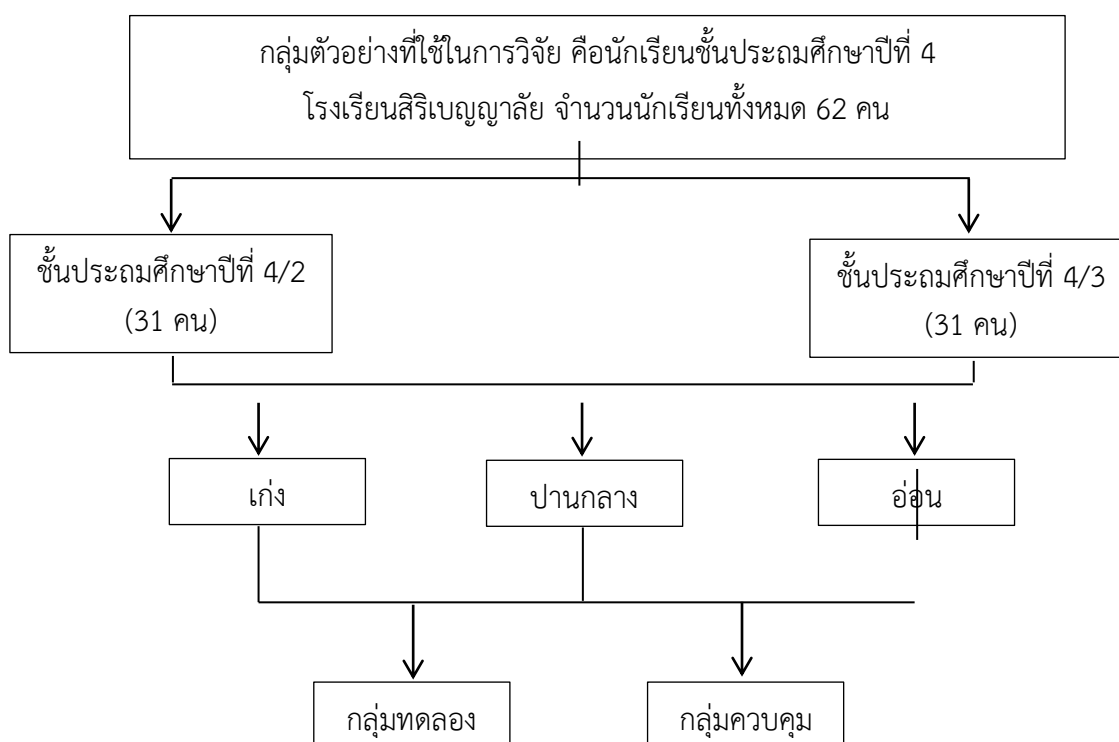 กลุ่มตัวอย่างที่ใช้ในการวิจัย คือนักเรียนชั้นประถมศึกษาปีที่ 4
โรงเรียนสิริเบญญาลัย จำนวนนักเรียนทั้งหมด 62 คน
ชั้นประถมศึกษาปีที่ 4/2
(31 คน)
ชั้นประถมศึกษาปีที่ 4/3
(31 คน)
เก่ง
ปานกลาง
อ่อน
กลุ่มทดลอง
กลุ่มควบคุม